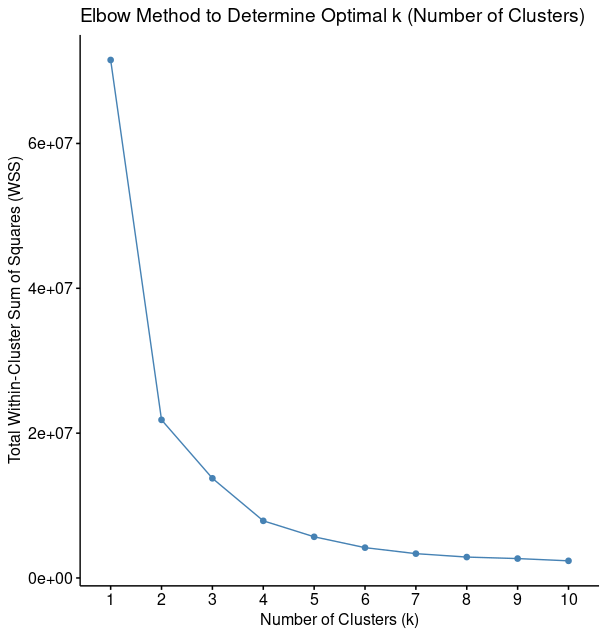 Elbow Method to Determine Optimal k (Number of Clusters)
Total Within-Cluster Sum of Squares (WSS)
6e+07
4e+07
2e+07
0e+00
1 2 3 4 5 6 7 8 9 10
Number of Clusters (k)